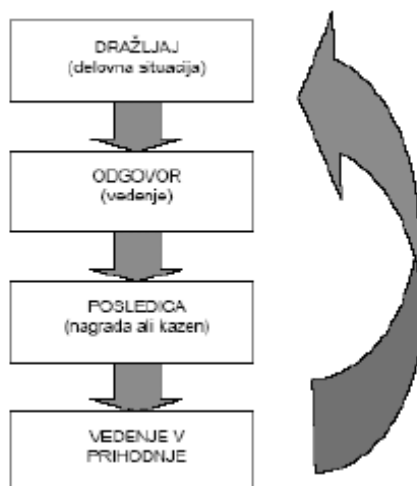 DRAŽLJAJ
(delovna situacija)
ODGOVOR
(vedenje)
POSLEDICA
(nagrada ali kazen)
VEDENJE V
PRIHODNJE